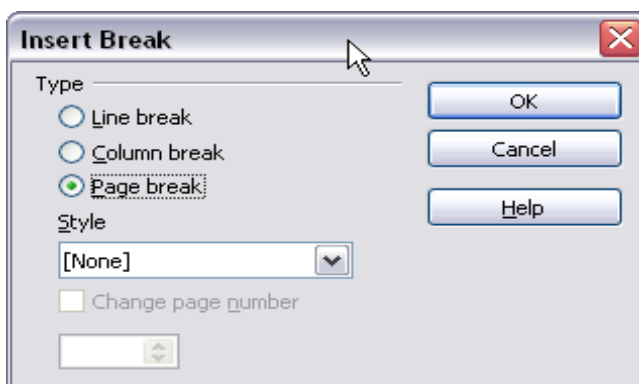 Insert Break
Type
Line break
Column break
Page break
Style
[None]
Change page number
OK
Cancel
Help